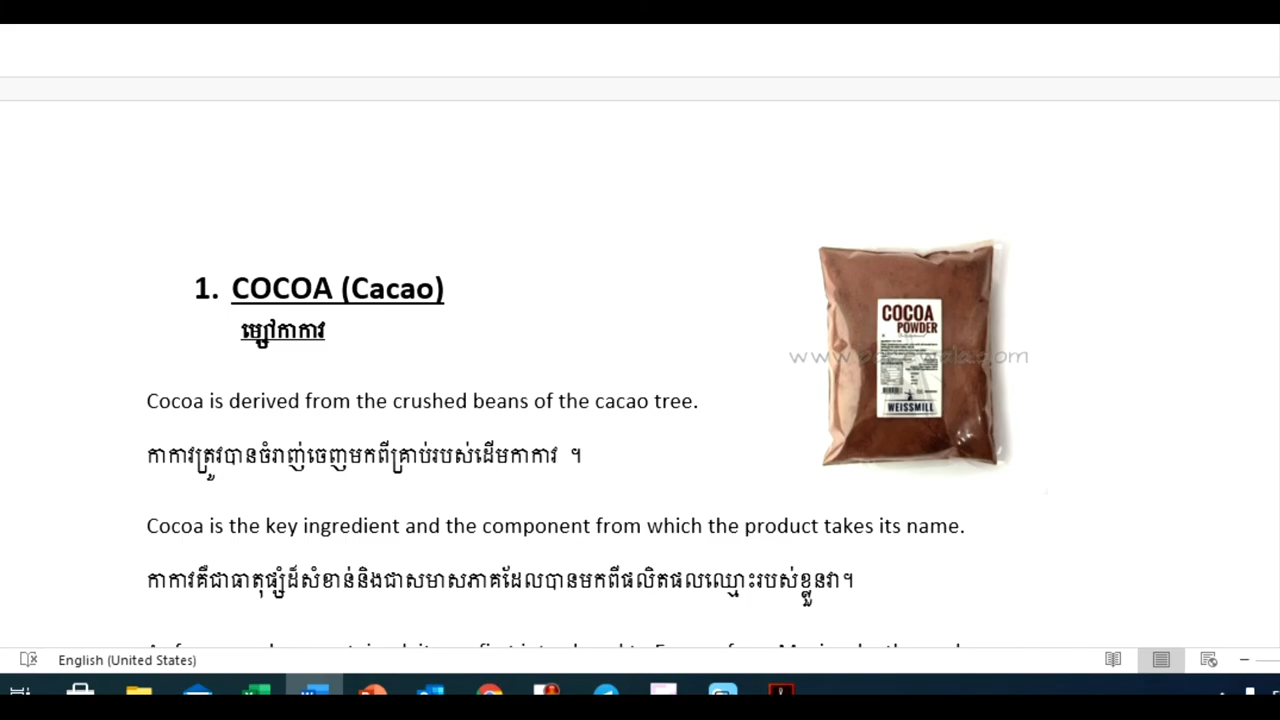 1. COCOA (Cacao)
ម្សៅកាកាវ
COCOA
POWDER
WEISSMILL
Cocoa is derived from the crushed beans of the cacao tree.
កាកាវត្រូវបានចំរាញ់ចេញមកពីគ្រាប់របស់ដើមកាកាវ ។
Cocoa is the key ingredient and the component from which the product takes its name.
កាកាវគឺជាធាតុផ្សំដ៏សំខាន់និងជាសមាសភាគដែលបានមកពីផលិតផលឈ្មោះរបស់ខ្លួនវា។
English (United States)